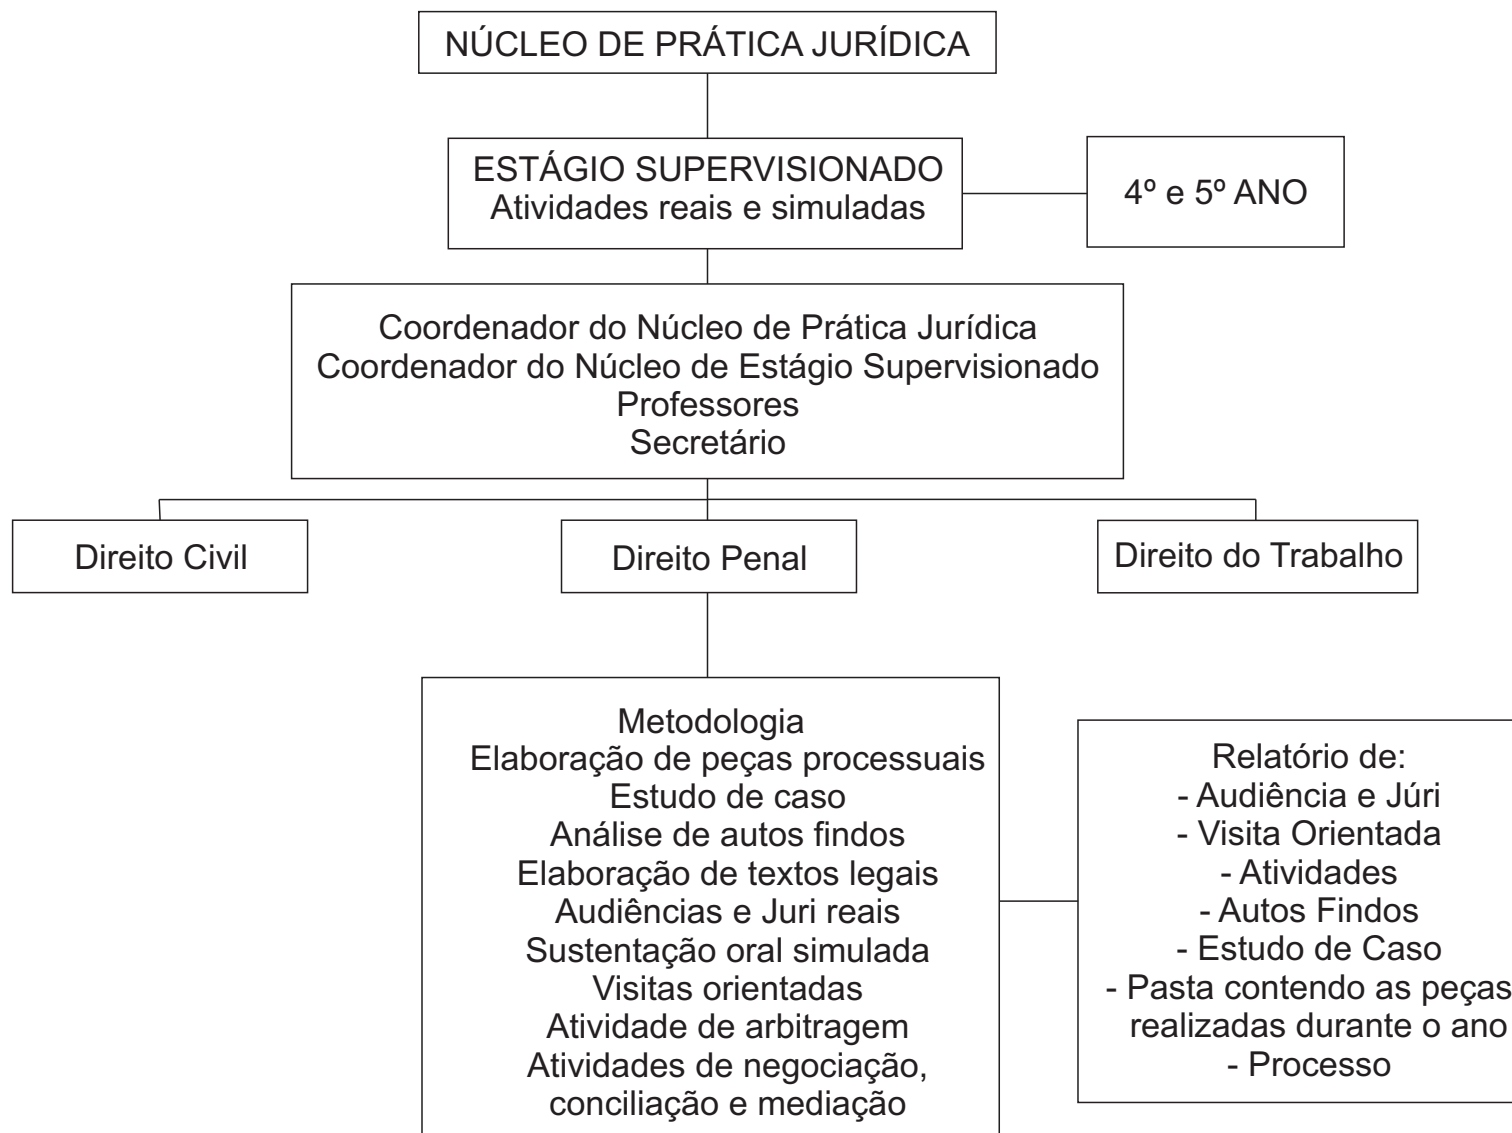 NÚCLEO DE PRÁTICA JURÍDICA
ESTÁGIO SUPERVISIONADO
Atividades reais e simuladas
4º e 5º ANO
Coordenador do Núcleo de Prática Jurídica
Coordenador do Núcleo de Estágio Supervisionado
Professores
Secretário
Direito Civil
Direito Penal
Direito do Trabalho
Metodologia
Elaboração de peças processuais
Estudo de caso
Análise de autos findos
Elaboração de textos legais
Audiências e Juri reais
Sustentação oral simulada
Visitas orientadas
Atividade de arbitragem
Atividades de negociação,
conciliação e mediação
Relatório de:
- Audiência e Júri
- Visita Orientada
- Atividades
- Autos Findos
- Estudo de Caso
- Pasta contendo as peças
realizadas durante o ano
- Processo